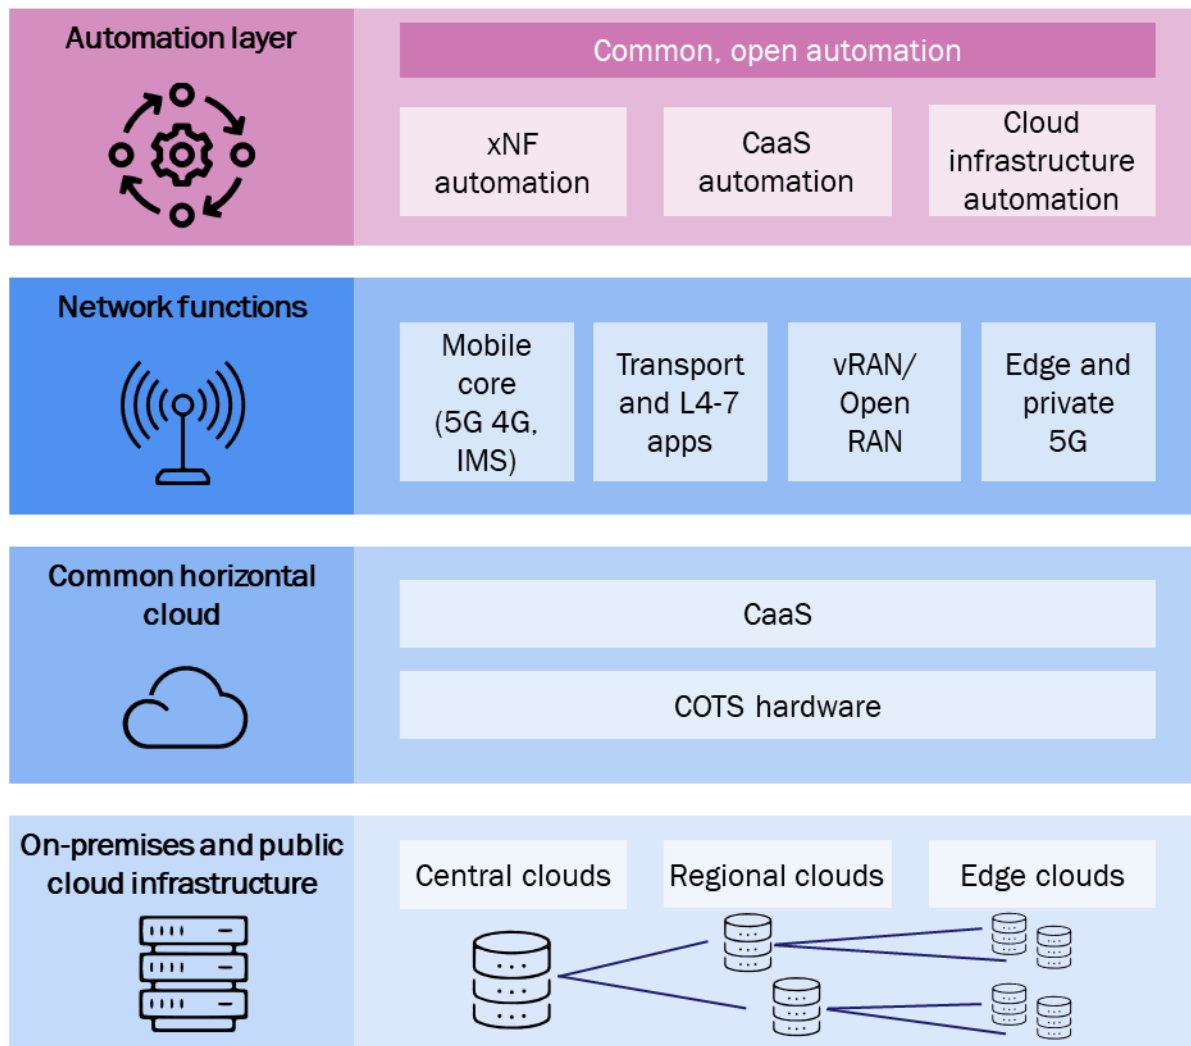 Automation layer
Common, open automation
xNF
automation
CaaS
automation
Cloud
infrastructure
automation
Network functions
Mobile
core
(5G 4G,
IMS)
Transport
and L4-7
apps
vRAN/
Open
RAN
Edge and
private
5G
Common horizontal
cloud
CaaS
COTS hardware
On-premises and public
cloud infrastructure
Central clouds
Regional clouds
Edge clouds